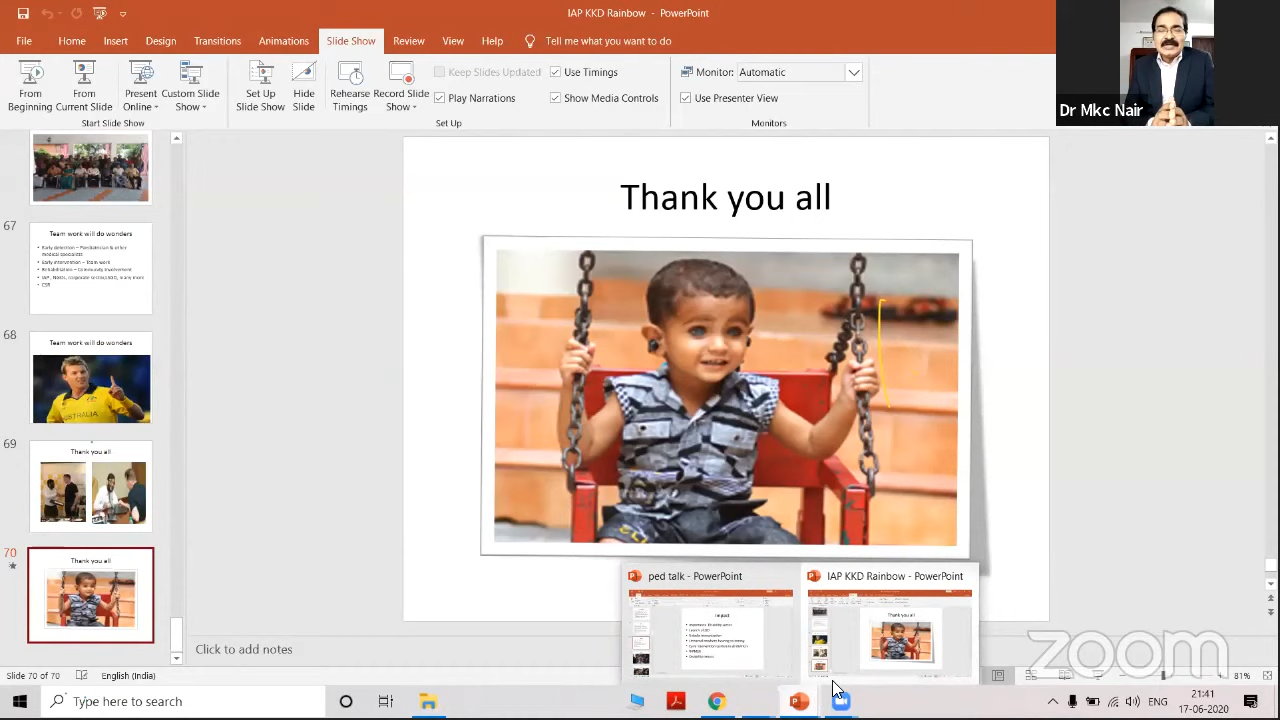 IAP KKD Rainbow - PowerPoint
File Home Insert Design Transitions Animations Slide Show Review Help Tell me what you want to do
From Beginning
From Current Slide
Present Online
Custom Slide Show
Set Up Slide Show
Hide Slide
Rehearse Timings
Record Slide Show
Keep Slides Updated
Play Narrations
Use Timings
Show Media Controls
Monitor: Automatic
Use Presenter View
Start Slide Show
Set Up
Monitors
Dr Mkc Nair
67
Team work will do wonders
68
Team work will do wonders
AUSTRALIA
69
Thank you all
70
Thank you all
Thank you all
ped talk - PowerPoint
IAP KKD Rainbow - PowerPoint
Impact
Thank you all
Click to add notes
zoom
Slide 70 of 70
English (India)
81%
Type here to search
21:41
17-06-2020